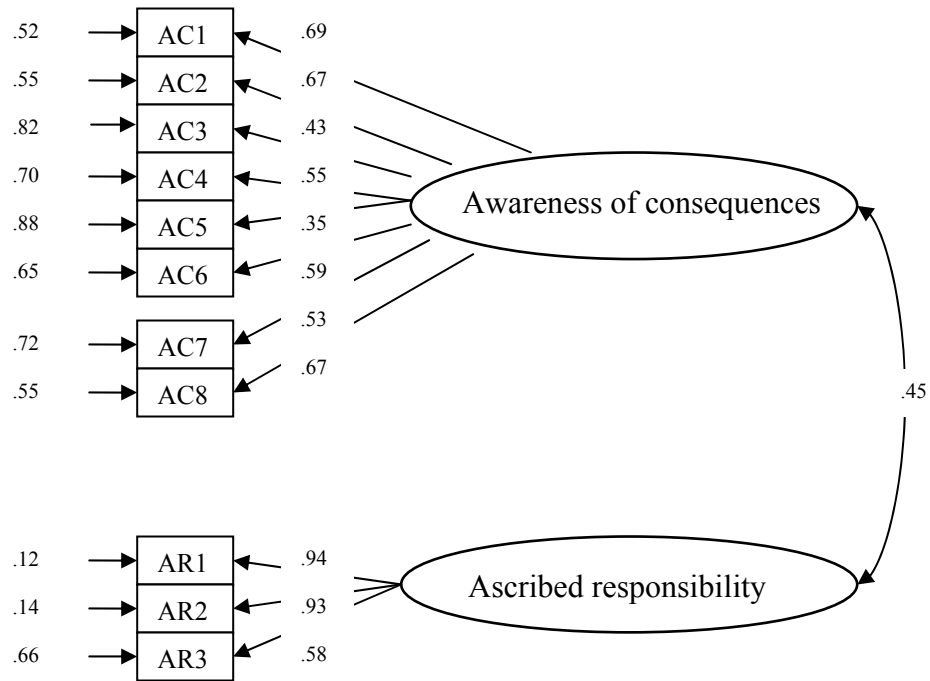 .52 AC1 .69
.55 AC2 .67
.82 AC3 .43
.70 AC4 .55
Awareness of consequences
.88 AC5 .35
.65 AC6 .59
.72 AC7 .53
.55 AC8 .67
.45
.12 AR1 .94
Ascribed responsibility
.14 AR2 .93
.66 AR3 .58